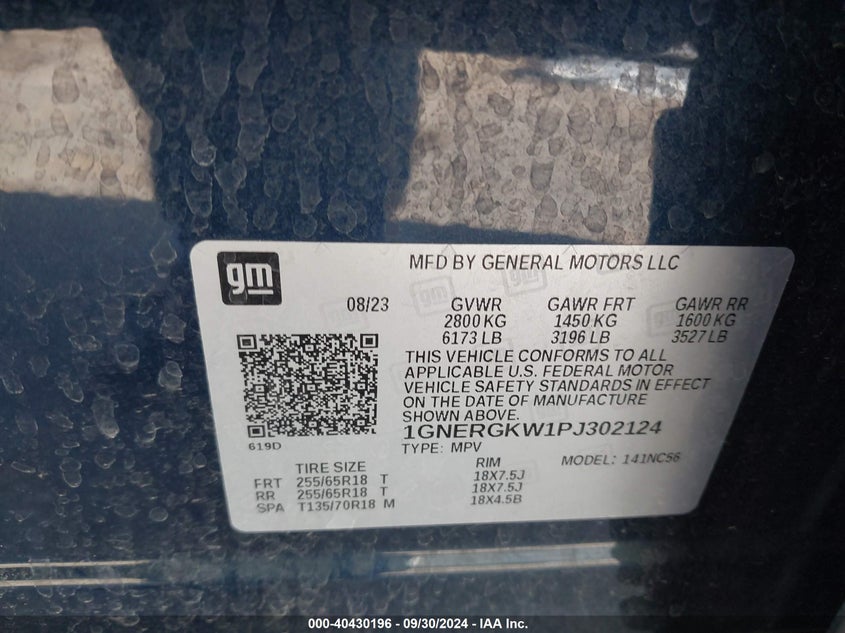 gm
MFD BY GENERAL MOTORS LLC
08/23 GVWR GAWR FRT GAWR RR
2800 KG 1450 KG 1600 KG
6173 LB 3196 LB 3527 LB
THIS VEHICLE CONFORMS TO ALL
APPLICABLE U.S. FEDERAL MOTOR
VEHICLE SAFETY STANDARDS IN EFFECT
ON THE DATE OF MANUFACTURE
SHOWN ABOVE.
1GNERGKW1PJ302124
619D
TYPE: MPV MODEL: 141NC56
TIRE SIZE RIM
FRT 255/65R18 T 18X7.5J
RR 255/65R18 T 18X7.5J
SPA T135/70R18 M 18X4.5B
000-40430196 - 09/30/2024 - IAA Inc.